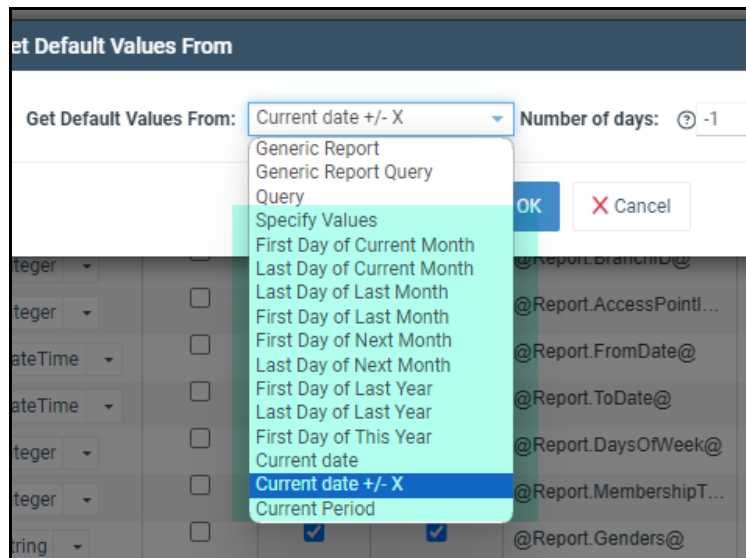 et Default Values From
Get Default Values From: Current date +/- X Number of days: -1
Generic Report
Generic Report Query
Query
OK Cancel
Specify Values
First Day of Current Month
Last Day of Current Month
Last Day of Last Month
First Day of Last Month
First Day of Next Month
Last Day of Next Month
First Day of Last Year
Last Day of Last Year
First Day of This Year
Current date
Current date +/- X
Current Period
teger @Report.BranchID@
teger @Report.AccessPointI...
ateTime @Report.FromDate@
ateTime @Report.ToDate@
teger @Report.DaysOfWeek@
teger @Report.MembershipT...
tring @Report.Genders@